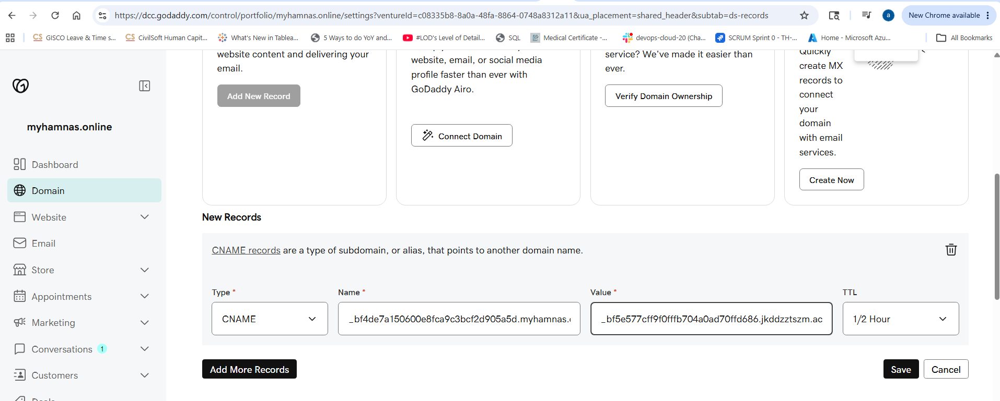 https://dcc.godaddy.com/control/portfolio/myhamnas.online/settings?ventureId=c08335b8-8a0a-48fa-8864-0748a8312a11&ua_placement=shared_header&subtab=ds-records
a
New Chrome available
GISCO Leave & Time s...
CivilSoft Human Capit...
What's New in Tablea...
5 Ways to do YoY and...
#LOD's Level of Detail...
SQL
Medical Certificate -...
devops-cloud-20 (Cha...
SCRUM Sprint 0 - TH-...
Home - Microsoft Azu...
All Bookmarks
myhamnas.online
Dashboard
Domain
Website
Email
Store
Appointments
Marketing
Conversations 1
Customers
website content and delivering your
email.
Add New Record
website, email, or social media
profile faster than ever with
GoDaddy Airo.
Connect Domain
service? We've made it easier than
ever.
Verify Domain Ownership
Quickly
create MX
records to
connect
your
domain
with email
services.
Create Now
New Records
CNAME records are a type of subdomain, or alias, that points to another domain name.
Type *
CNAME
Name *
_bf4de7a150600e8fca9c3bcf2d905a5d.myhamnas.
Value *
_bf5e577cff9f0fffb704a0ad70ffd686.jkddzztszm.ac
TTL
1/2 Hour
Add More Records
Save
Cancel